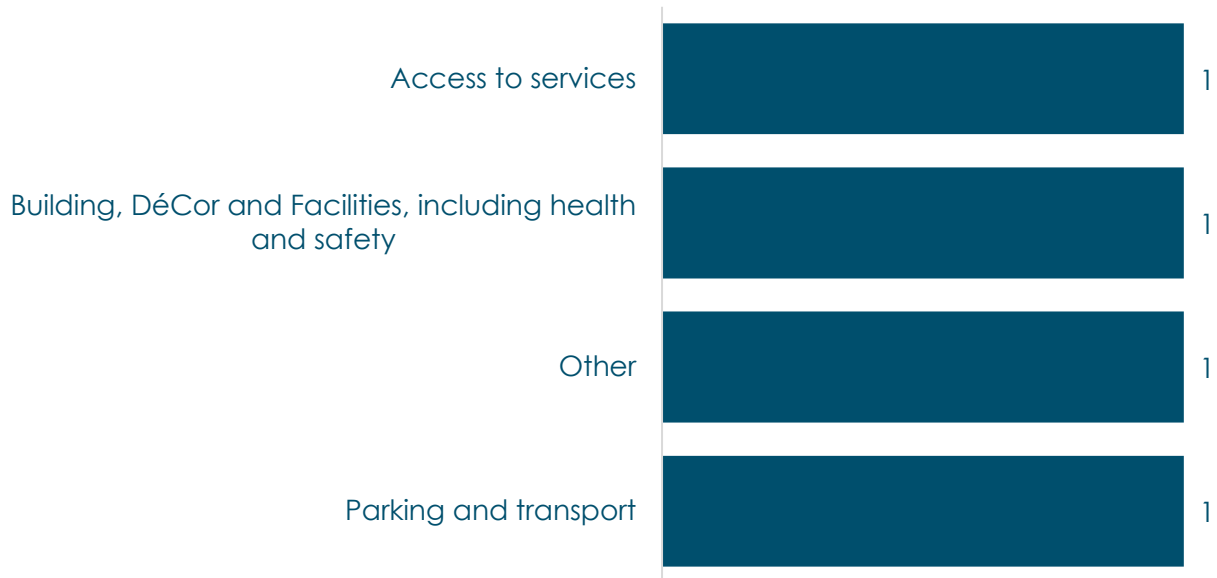 Access to services
1
Building, DéCor and Facilities, including health
and safety
1
Other
1
Parking and transport
1